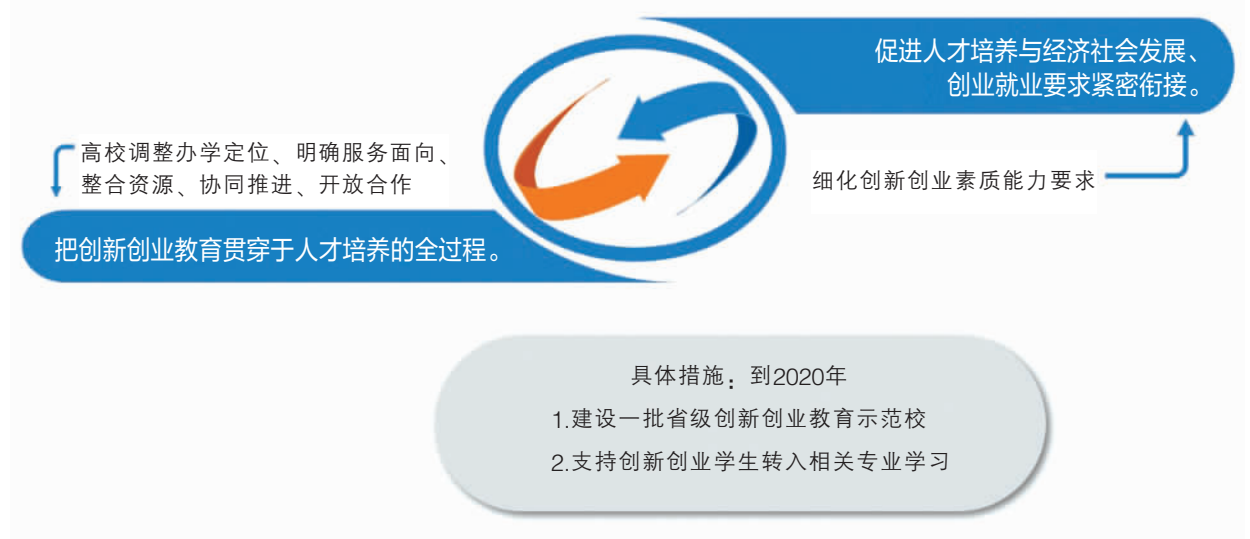 促进人才培养与经济社会发展、
创业就业要求紧密衔接。
高校调整办学定位、明确服务面向、
整合资源、协同推进、开放合作
细化创新创业素质能力要求
把创新创业教育贯穿于人才培养的全过程。
具体措施：到2020年
1.建设一批省级创新创业教育示范校
2.支持创新创业学生转入相关专业学习